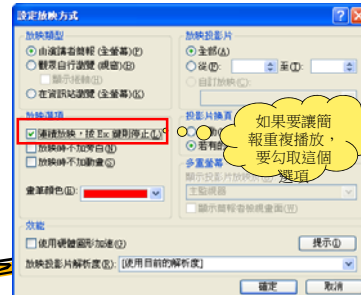 設定放映方式
放映類型
由演講者簡報 (全螢幕)(P)
觀眾自行瀏覽 (視窗)(B)
顯示捲軸(H)
在資訊站瀏覽 (全螢幕)(K)
放映投影片
全部(A)
從(F): 至(T):
自訂放映(C):
放映選項
連續放映，按 Esc 鍵則停止(L)
放映時不加旁白(N)
放映時不加動畫(S)
畫筆顏色(E):
投影片換頁
若有的
如果要讓簡
報重複播放，
要勾取這個
選項
多重螢幕
顯示投影片放映
主監視器
顯示簡報者檢視畫面(W)
效能
使用硬體圖形加速(G)
提示(I)
放映投影片解析度(R): [使用目前的解析度]
確定
取消